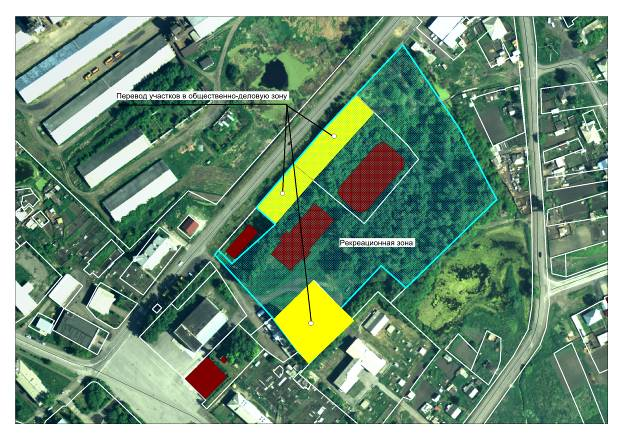 Перевод участков в общественно-деловую зону
Рекреационная зона